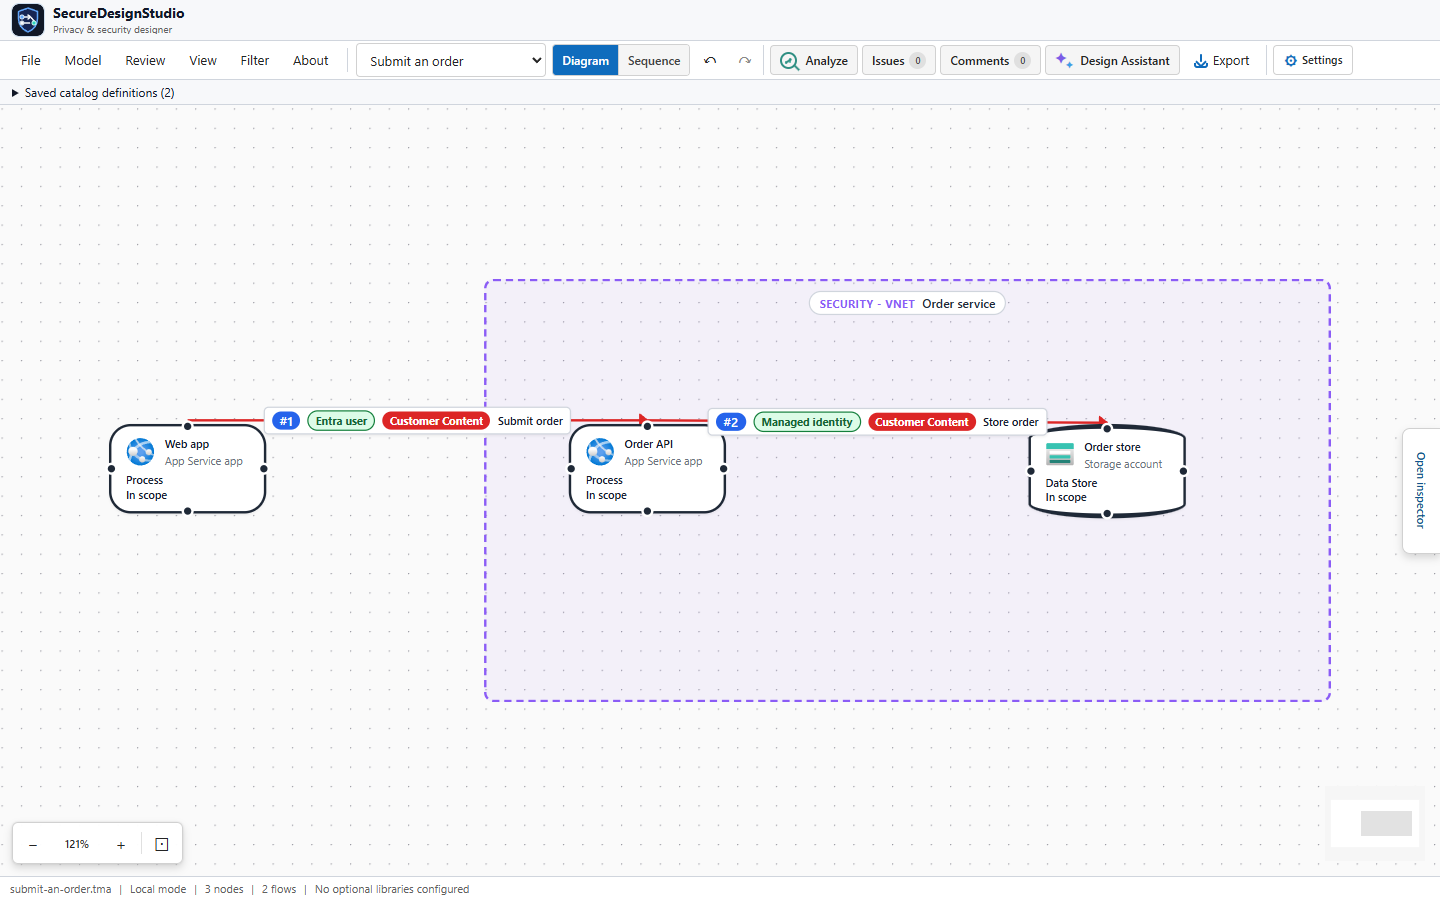 SecureDesignStudio
Privacy & security designer
File Model Review View Filter About Submit an order Diagram Sequence Analyze Issues 0 Comments 0 Design Assistant Export Settings
Saved catalog definitions (2)
SECURITY - VNET Order service
#1 Entra user Customer Content Submit order
#2 Managed identity Customer Content Store order
Web app
App Service app
Process
In scope
Order API
App Service app
Process
In scope
Order store
Storage account
Data Store
In scope
Open inspector
− 121% +
submit-an-order.tma | Local mode | 3 nodes | 2 flows | No optional libraries configured